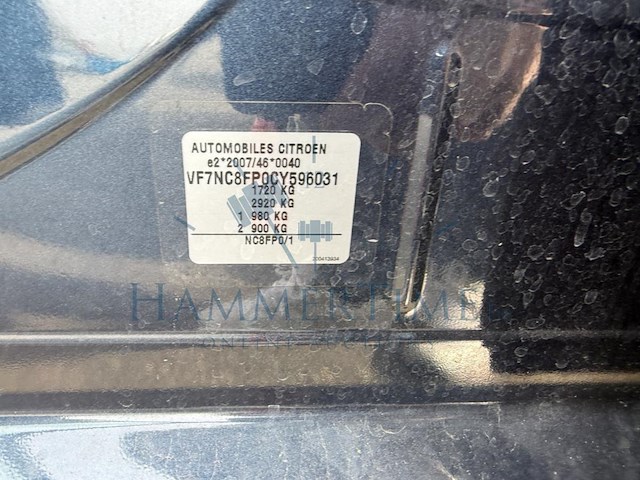 AUTOMOBILES CITROEN
e2*2007/46*0040
VF7NC8FP0CY596031
1720 KG
2920 KG
1 980 KG
2 900 KG
NC8FP0/1
HAMMERTIME